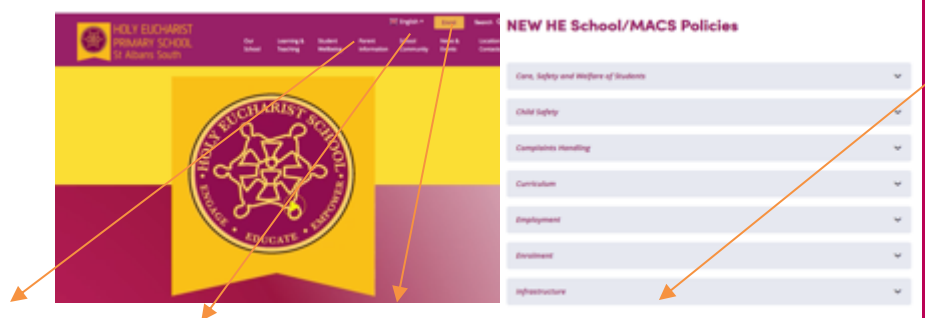 HOLY EUCHARIST
PRIMARY SCHOOL
St Albans South
English
Enrol
Search
Our School
Learning & Teaching
Student Wellbeing
Parent Information
School Community
News & Events
Location
Contacts
HOLY EUCHARIST SCHOOL
ENGAGE • EDUCATE • EMPOWER
NEW HE School/MACS Policies
Care, Safety and Welfare of Students
Child Safety
Complaints Handling
Curriculum
Employment
Enrolment
Infrastructure